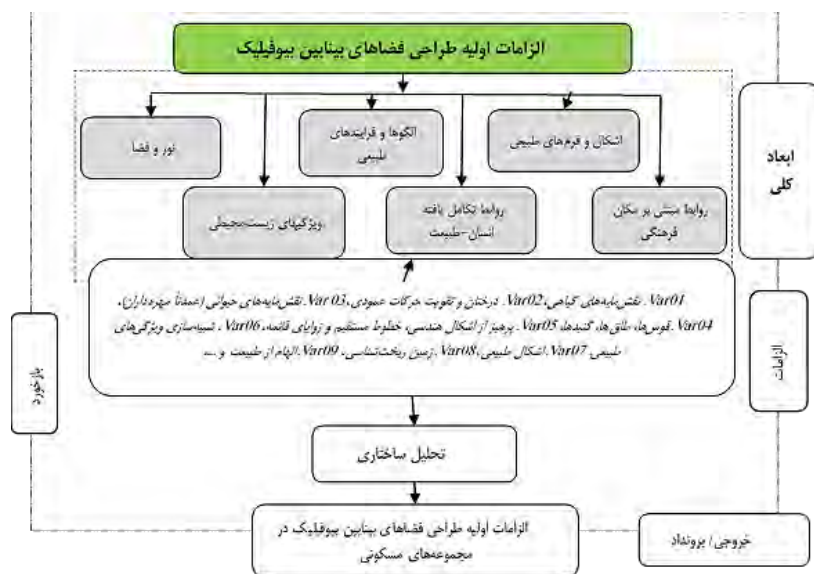 الزامات اولیه طراحی فضاهای بینابین بیوفیلیک
اشکال و فرم‌های طبیعی
الگوها و فرایندهای
طبیعی
نور و فضا
روابط مبتنی بر مکان
فرهنگی
روابط تکامل یافته
انسان-طبیعت
ویژگیهای زیست‌محیطی
ابعاد
کلی
Var01. نقش‌مایه‌های گیاهی، Var02. درختان و تقویت حرکات عمودی، Var 03. نقش‌مایه‌های حیوانی (عمدتاً مهره‌داران)،
Var04. قوس‌ها، طاق‌ها، گنبدها، Var05. پرهیز از اشکال هندسی، خطوط مستقیم و زوایای قائمه، Var06. شبیه‌سازی ویژگی‌های
طبیعی Var07. اشکال طبیعی، Var08. زمین ریخت‌شناسی، Var09. الهام از طبیعت و ...
الزامات
بازخورد
تحلیل ساختاری
الزامات اولیه طراحی فضاهای بینابین بیوفیلیک در
مجموعه‌های مسکونی
خروجی/ برونداد